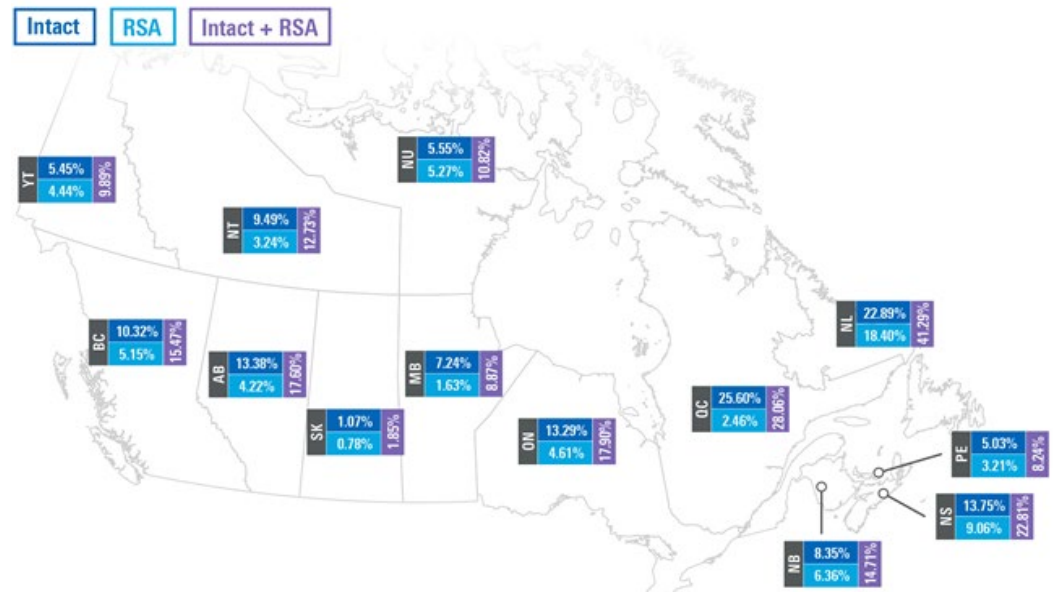 Intact
RSA
Intact + RSA
NU
5.55%
5.27%
10.82%
YT
5.45%
4.44%
9.89%
NT
9.49%
3.24%
12.73%
NL
22.89%
18.40%
41.29%
BC
10.32%
5.15%
15.47%
AB
13.38%
4.22%
17.60%
MB
7.24%
1.63%
8.87%
QC
25.60%
2.46%
28.06%
SK
1.07%
0.78%
1.85%
ON
13.29%
4.61%
17.90%
PE
5.03%
3.21%
8.24%
NS
13.75%
9.06%
22.81%
NB
8.35%
6.36%
14.71%